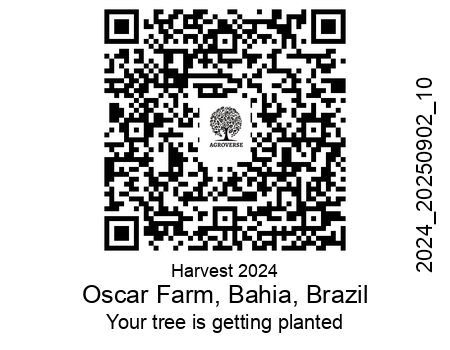 AGROVERSE
Harvest 2024
Oscar Farm, Bahia, Brazil
Your tree is getting planted
2024_20250902_10